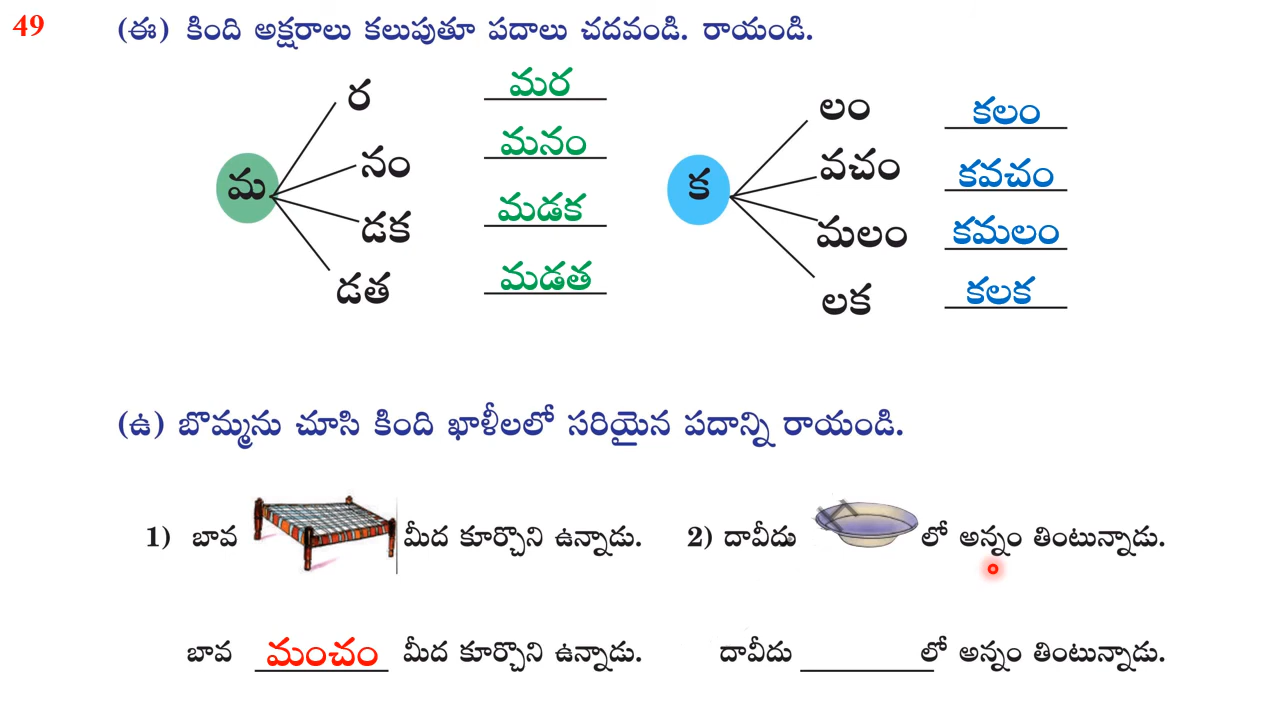 49
(ఈ) కింది అక్షరాలు కలుపుతూ పదాలు చదవండి. రాయండి.
మ
ర మర
నం మనం
డక మడక
డత మడత
క
లం కలం
వచం కవచం
మలం కమలం
లక కలక
(ఉ) బొమ్మను చూసి కింది ఖాళీలలో సరియైన పదాన్ని రాయండి.
1) బావ మీద కూర్చొని ఉన్నాడు.
2) దావీదు లో అన్నం తింటున్నాడు.
బావ మంచం మీద కూర్చొని ఉన్నాడు.
దావీదు __________ లో అన్నం తింటున్నాడు.